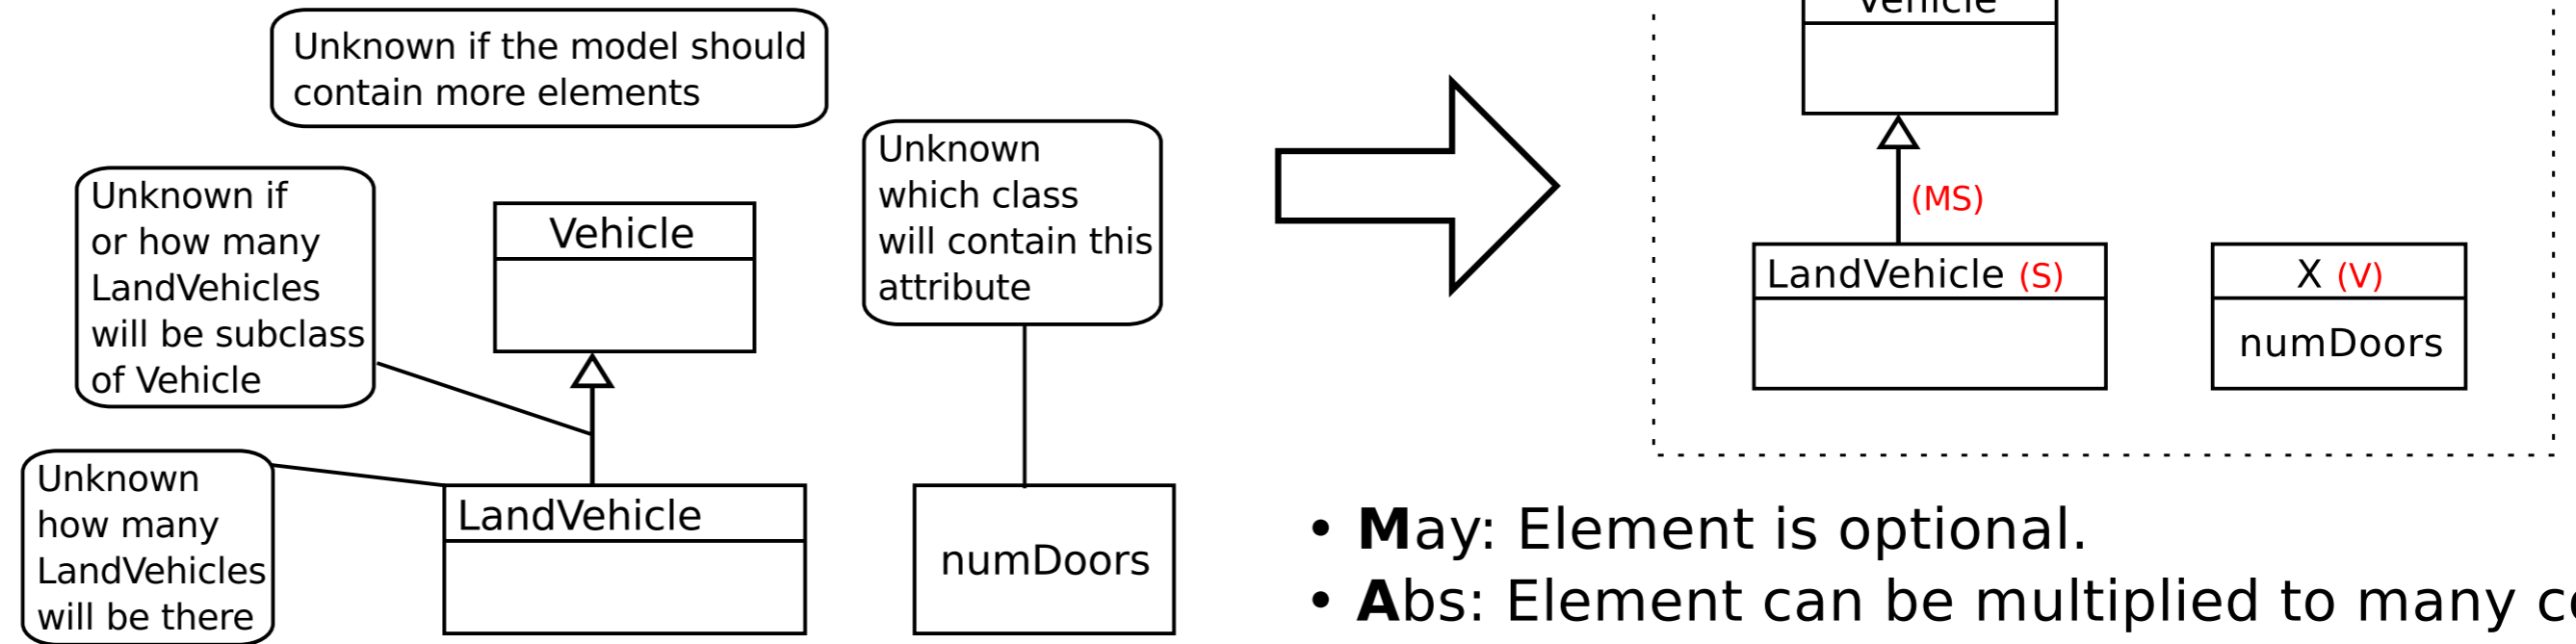 Unknown if the model should
contain more elements
Unknown if
or how many
LandVehicles
will be subclass
of Vehicle
Unknown
how many
LandVehicles
will be there
Vehicle
LandVehicle
Unknown
which class
will contain this
attribute
numDoors
Vehicle
(MS)
LandVehicle (S)
X (V)
numDoors
• May: Element is optional.
• Abs: Element can be multiplied to many